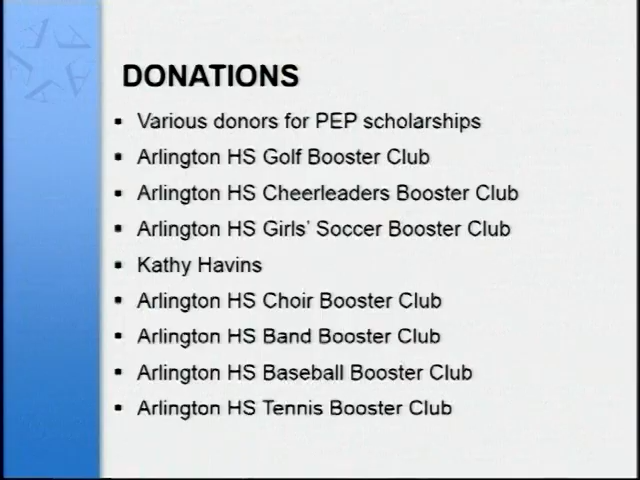 DONATIONS
▪ Various donors for PEP scholarships
▪ Arlington HS Golf Booster Club
▪ Arlington HS Cheerleaders Booster Club
▪ Arlington HS Girls' Soccer Booster Club
▪ Kathy Havins
▪ Arlington HS Choir Booster Club
▪ Arlington HS Band Booster Club
▪ Arlington HS Baseball Booster Club
▪ Arlington HS Tennis Booster Club